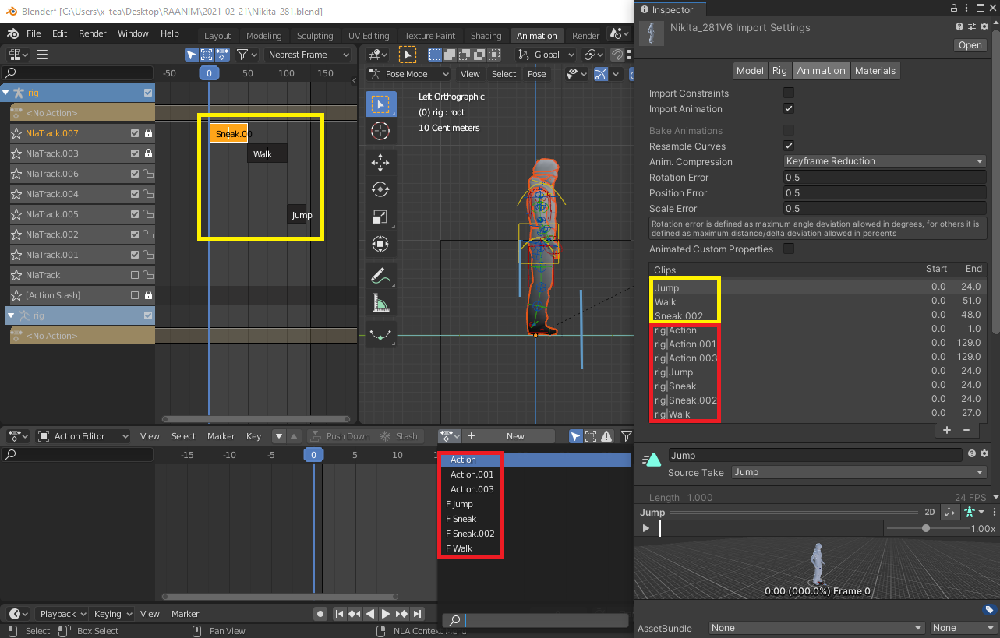 Blender* [C:\Users\x-tea\Desktop\RAANIM\2021-02-21\Nikita_281.blend]
File Edit Render Window Help Layout Modeling Sculpting UV Editing Texture Paint Shading Animation Render
Nearest Frame
Global
-50 0 50 100 150
Pose Mode View Select Pose
rig
<No Action>
NlaTrack.007
NlaTrack.003
NlaTrack.006
NlaTrack.004
NlaTrack.005
NlaTrack.002
NlaTrack.001
NlaTrack
[Action Stash]
rig
<No Action>
Sneak.00
Walk
Jump
Left Orthographic
(0) rig : root
10 Centimeters
Action Editor View Select Marker Key Push Down Stash New
-15 -10 -5 0 5 10
Action
Action.001
Action.003
F Jump
F Sneak
F Sneak.002
F Walk
Playback Keying View Marker
Select Box Select Pan View NLA Context Menu
Inspector
Nikita_281V6 Import Settings
Open
Model Rig Animation Materials
Import Constraints
Import Animation
Bake Animations
Resample Curves
Anim. Compression Keyframe Reduction
Rotation Error 0.5
Position Error 0.5
Scale Error 0.5
Rotation error is defined as maximum angle deviation allowed in degrees, for others it is
defined as maximum distance/delta deviation allowed in percents
Animated Custom Properties
Clips Start End
Jump 0.0 24.0
Walk 0.0 51.0
Sneak.002 0.0 48.0
rig|Action 0.0 1.0
rig|Action.001 0.0 129.0
rig|Action.003 0.0 129.0
rig|Jump 0.0 24.0
rig|Sneak 0.0 24.0
rig|Sneak.002 0.0 24.0
rig|Walk 0.0 27.0
+ −
Jump
Source Take Jump
Length 1.000 24 FPS
Jump 2D
1.00x
0:00 (000.0%) Frame 0
AssetBundle None None